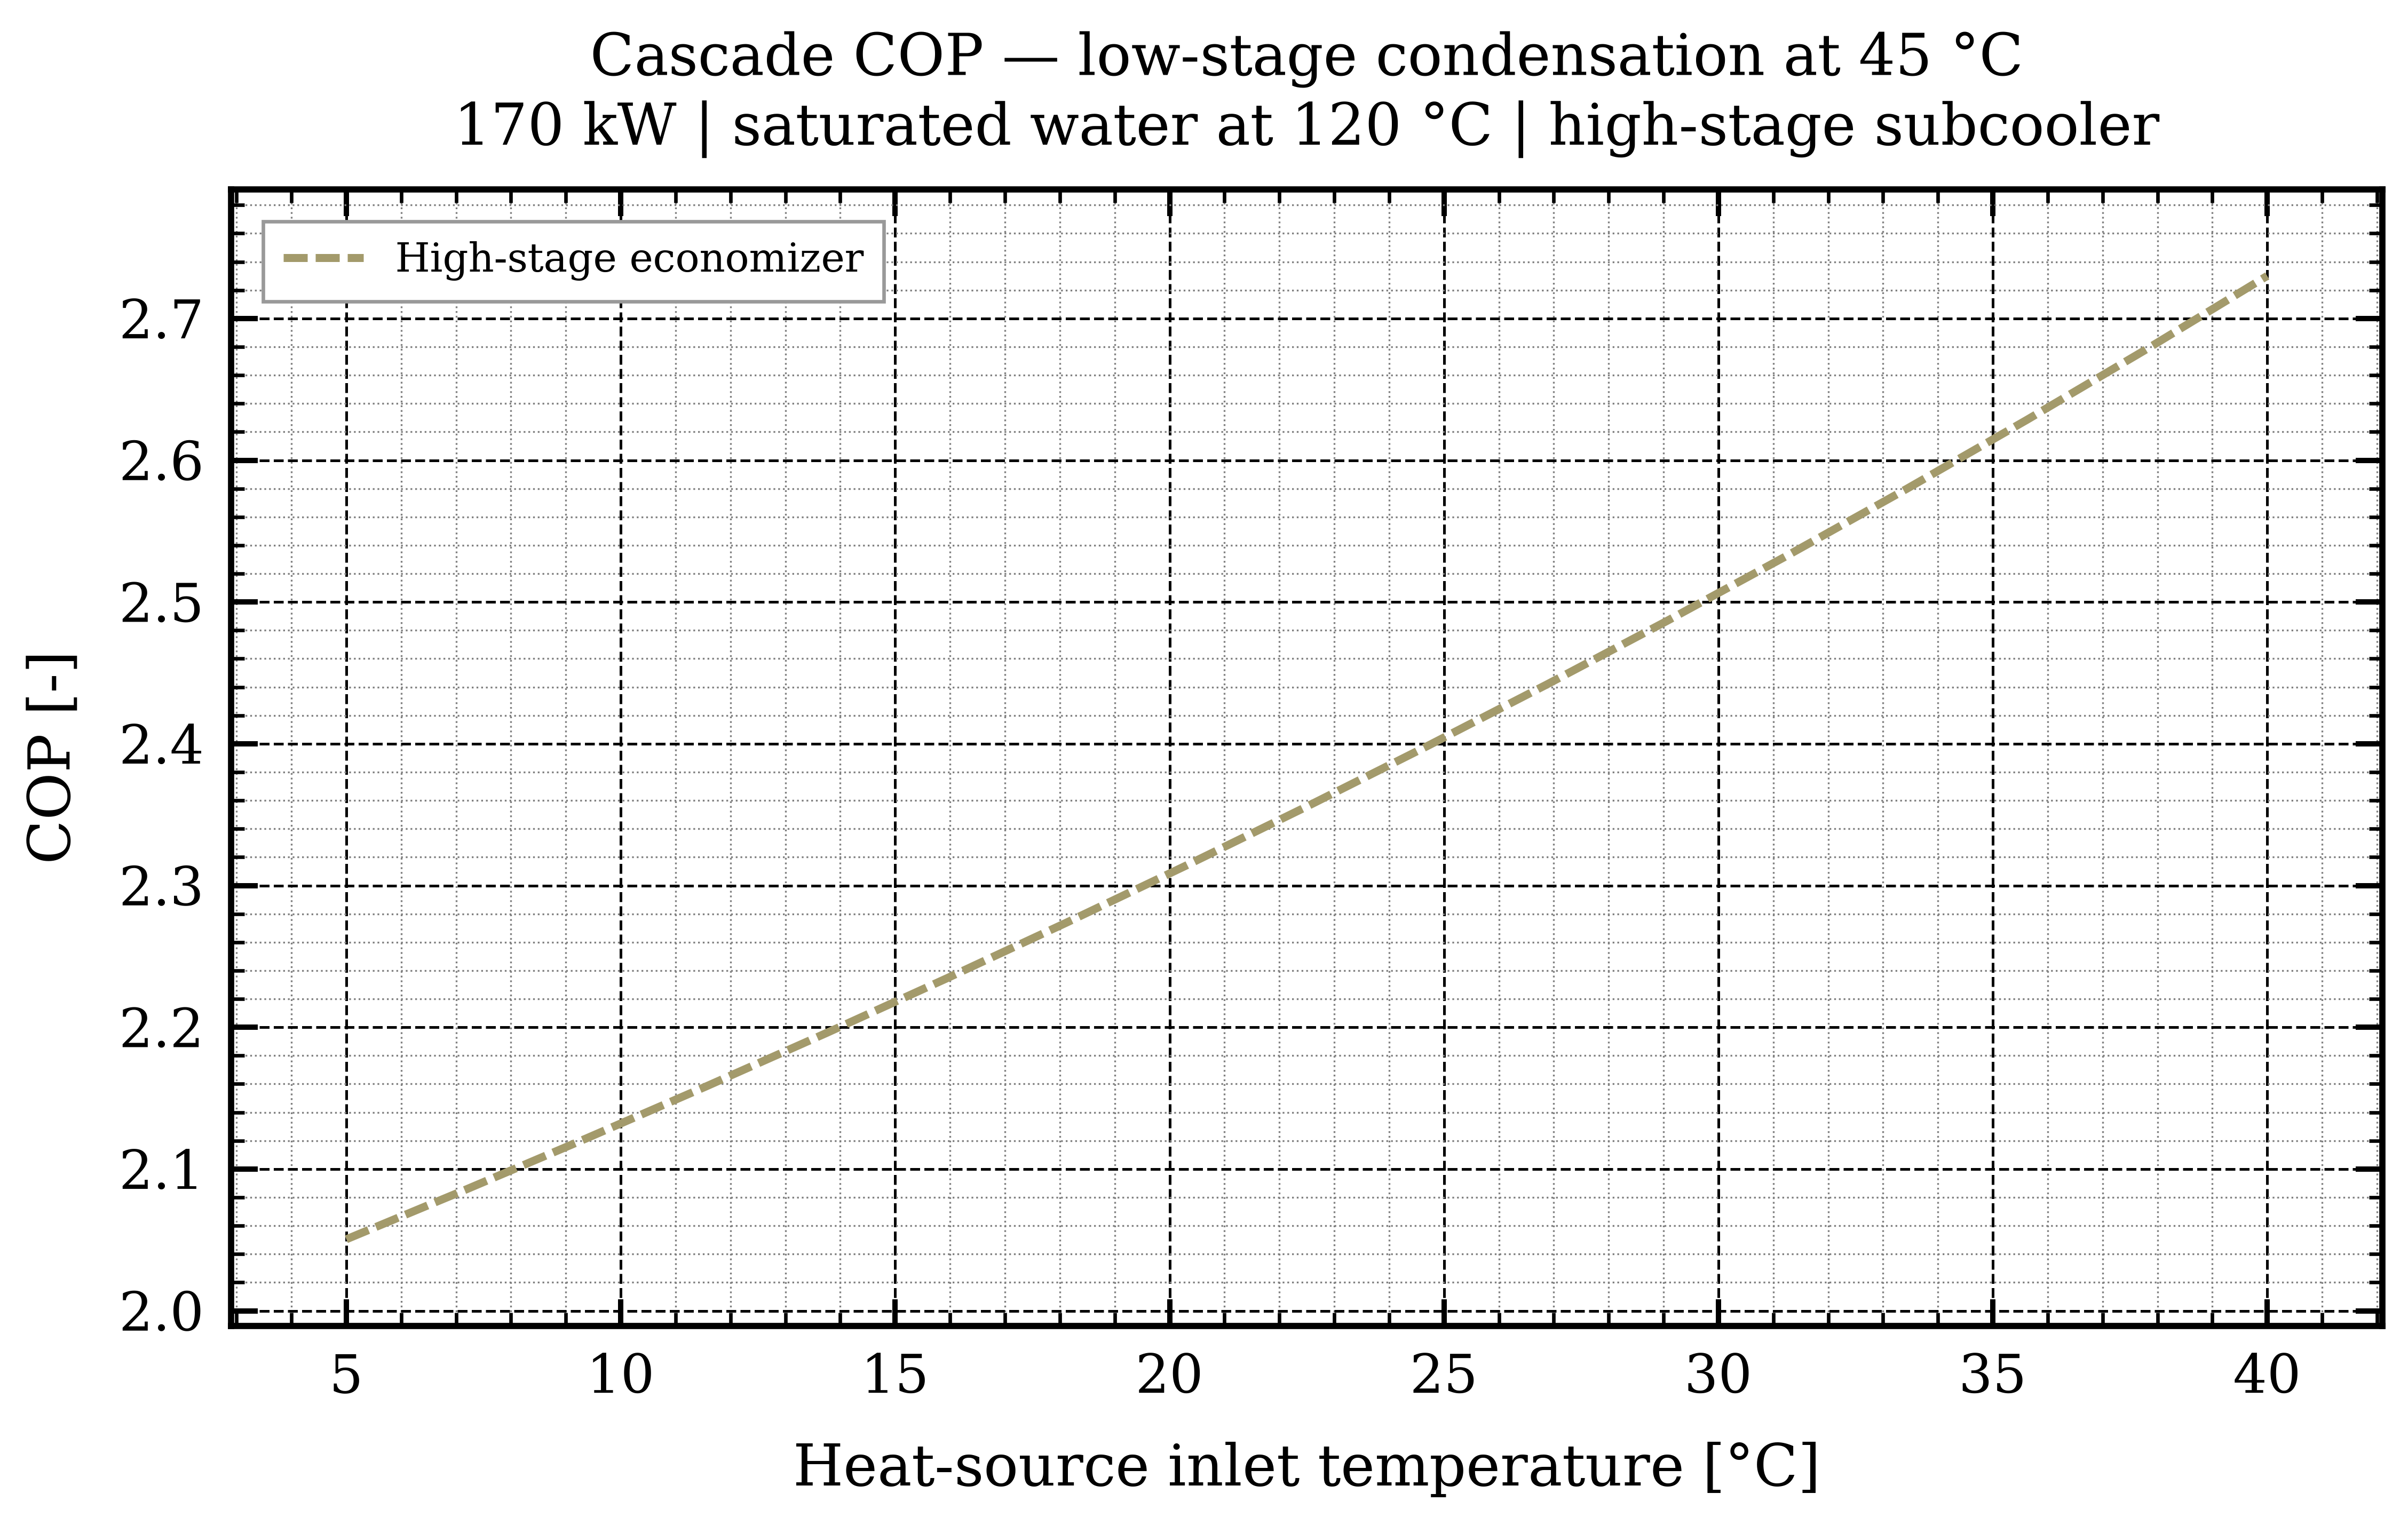 Cascade COP — low-stage condensation at 45 °C
170 kW | saturated water at 120 °C | high-stage subcooler
High-stage economizer
2.7
2.6
2.5
2.4
2.3
2.2
2.1
2.0
COP [-]
5 10 15 20 25 30 35 40
Heat-source inlet temperature [°C]